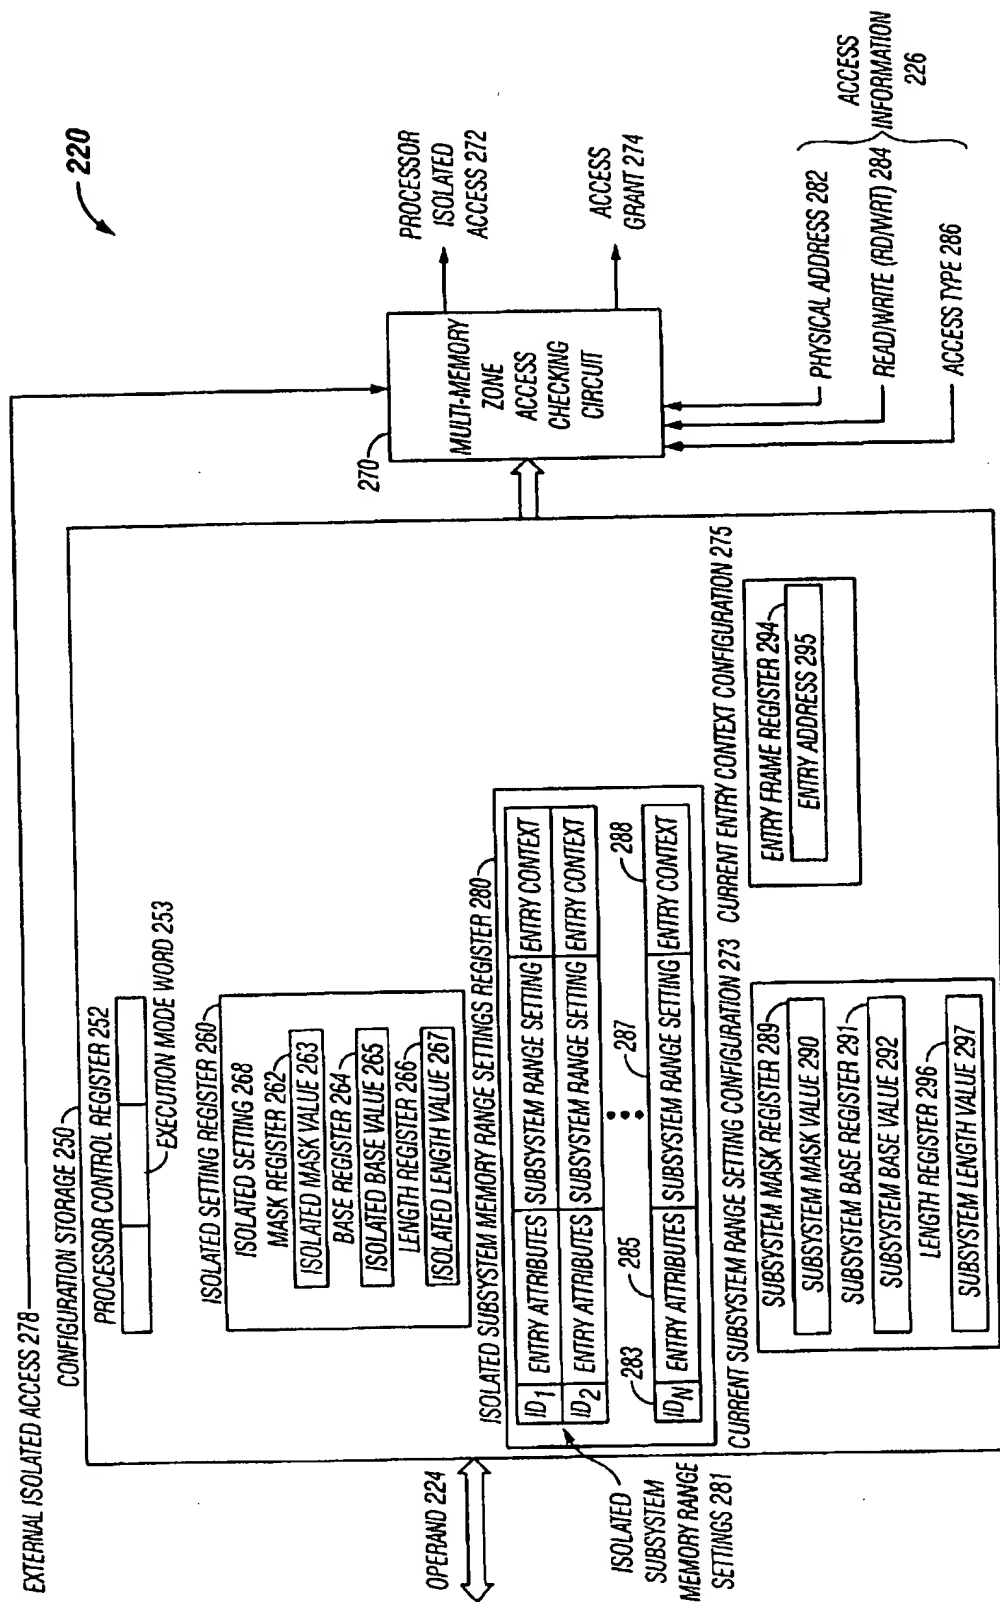 220
EXTERNAL ISOLATED ACCESS 278
CONFIGURATION STORAGE 250
PROCESSOR CONTROL REGISTER 252
EXECUTION MODE WORD 253
ISOLATED SETTING REGISTER 260
ISOLATED SETTING 268
MASK REGISTER 262
ISOLATED MASK VALUE 263
BASE REGISTER 264
ISOLATED BASE VALUE 265
LENGTH REGISTER 266
ISOLATED LENGTH VALUE 267
OPERAND 224
ISOLATED SUBSYSTEM MEMORY RANGE SETTINGS REGISTER 280
ID1 ENTRY ATTRIBUTES SUBSYSTEM RANGE SETTING ENTRY CONTEXT
ID2 ENTRY ATTRIBUTES SUBSYSTEM RANGE SETTING ENTRY CONTEXT
283 285 287 288
IDN ENTRY ATTRIBUTES SUBSYSTEM RANGE SETTING ENTRY CONTEXT
ISOLATED
SUBSYSTEM
MEMORY RANGE
SETTINGS 281
CURRENT SUBSYSTEM RANGE SETTING CONFIGURATION 273
SUBSYSTEM MASK REGISTER 289
SUBSYSTEM MASK VALUE 290
SUBSYSTEM BASE REGISTER 291
SUBSYSTEM BASE VALUE 292
LENGTH REGISTER 296
SUBSYSTEM LENGTH VALUE 297
CURRENT ENTRY CONTEXT CONFIGURATION 275
ENTRY FRAME REGISTER 294
ENTRY ADDRESS 295
270
MULTI-MEMORY
ZONE
ACCESS
CHECKING
CIRCUIT
PROCESSOR
ISOLATED
ACCESS 272
ACCESS
GRANT 274
PHYSICAL ADDRESS 282
READ/WRITE (RD/WRT) 284
ACCESS TYPE 286
ACCESS
INFORMATION
226